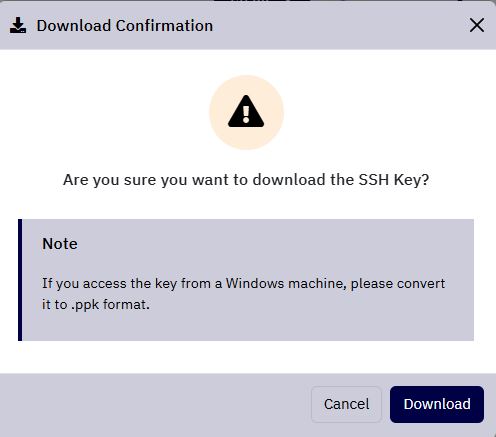 Download Confirmation
Are you sure you want to download the SSH Key?
Note
If you access the key from a Windows machine, please convert
it to .ppk format.
Cancel
Download